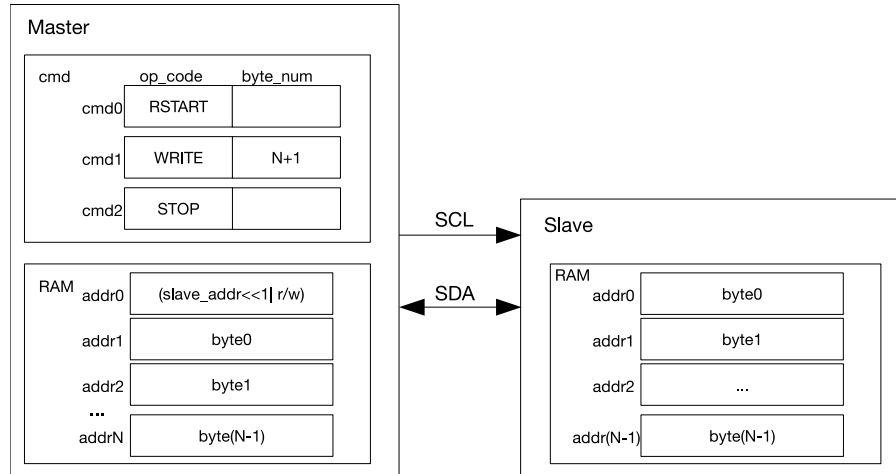 Master
cmd op_code byte_num
cmd0 RSTART
cmd1 WRITE N+1
cmd2 STOP
RAM
addr0 (slave_addr<<1| r/w)
addr1 byte0
addr2 byte1
...
addrN byte(N-1)
SCL
SDA
Slave
RAM
addr0 byte0
addr1 byte1
addr2 ...
addr(N-1) byte(N-1)